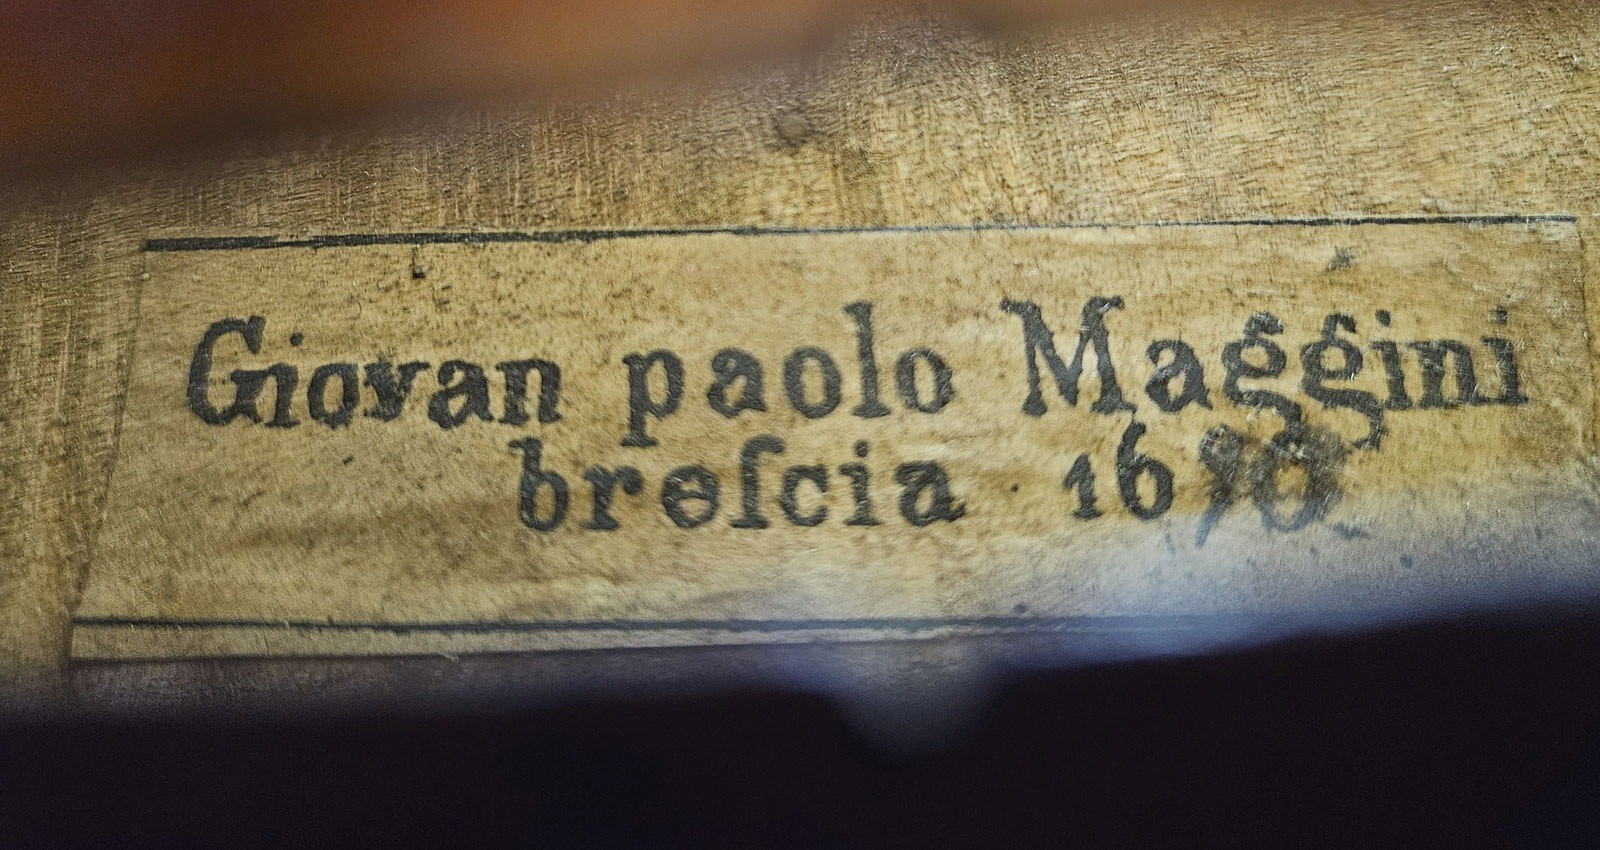 Giovan paolo Maggini
breſcia · 16